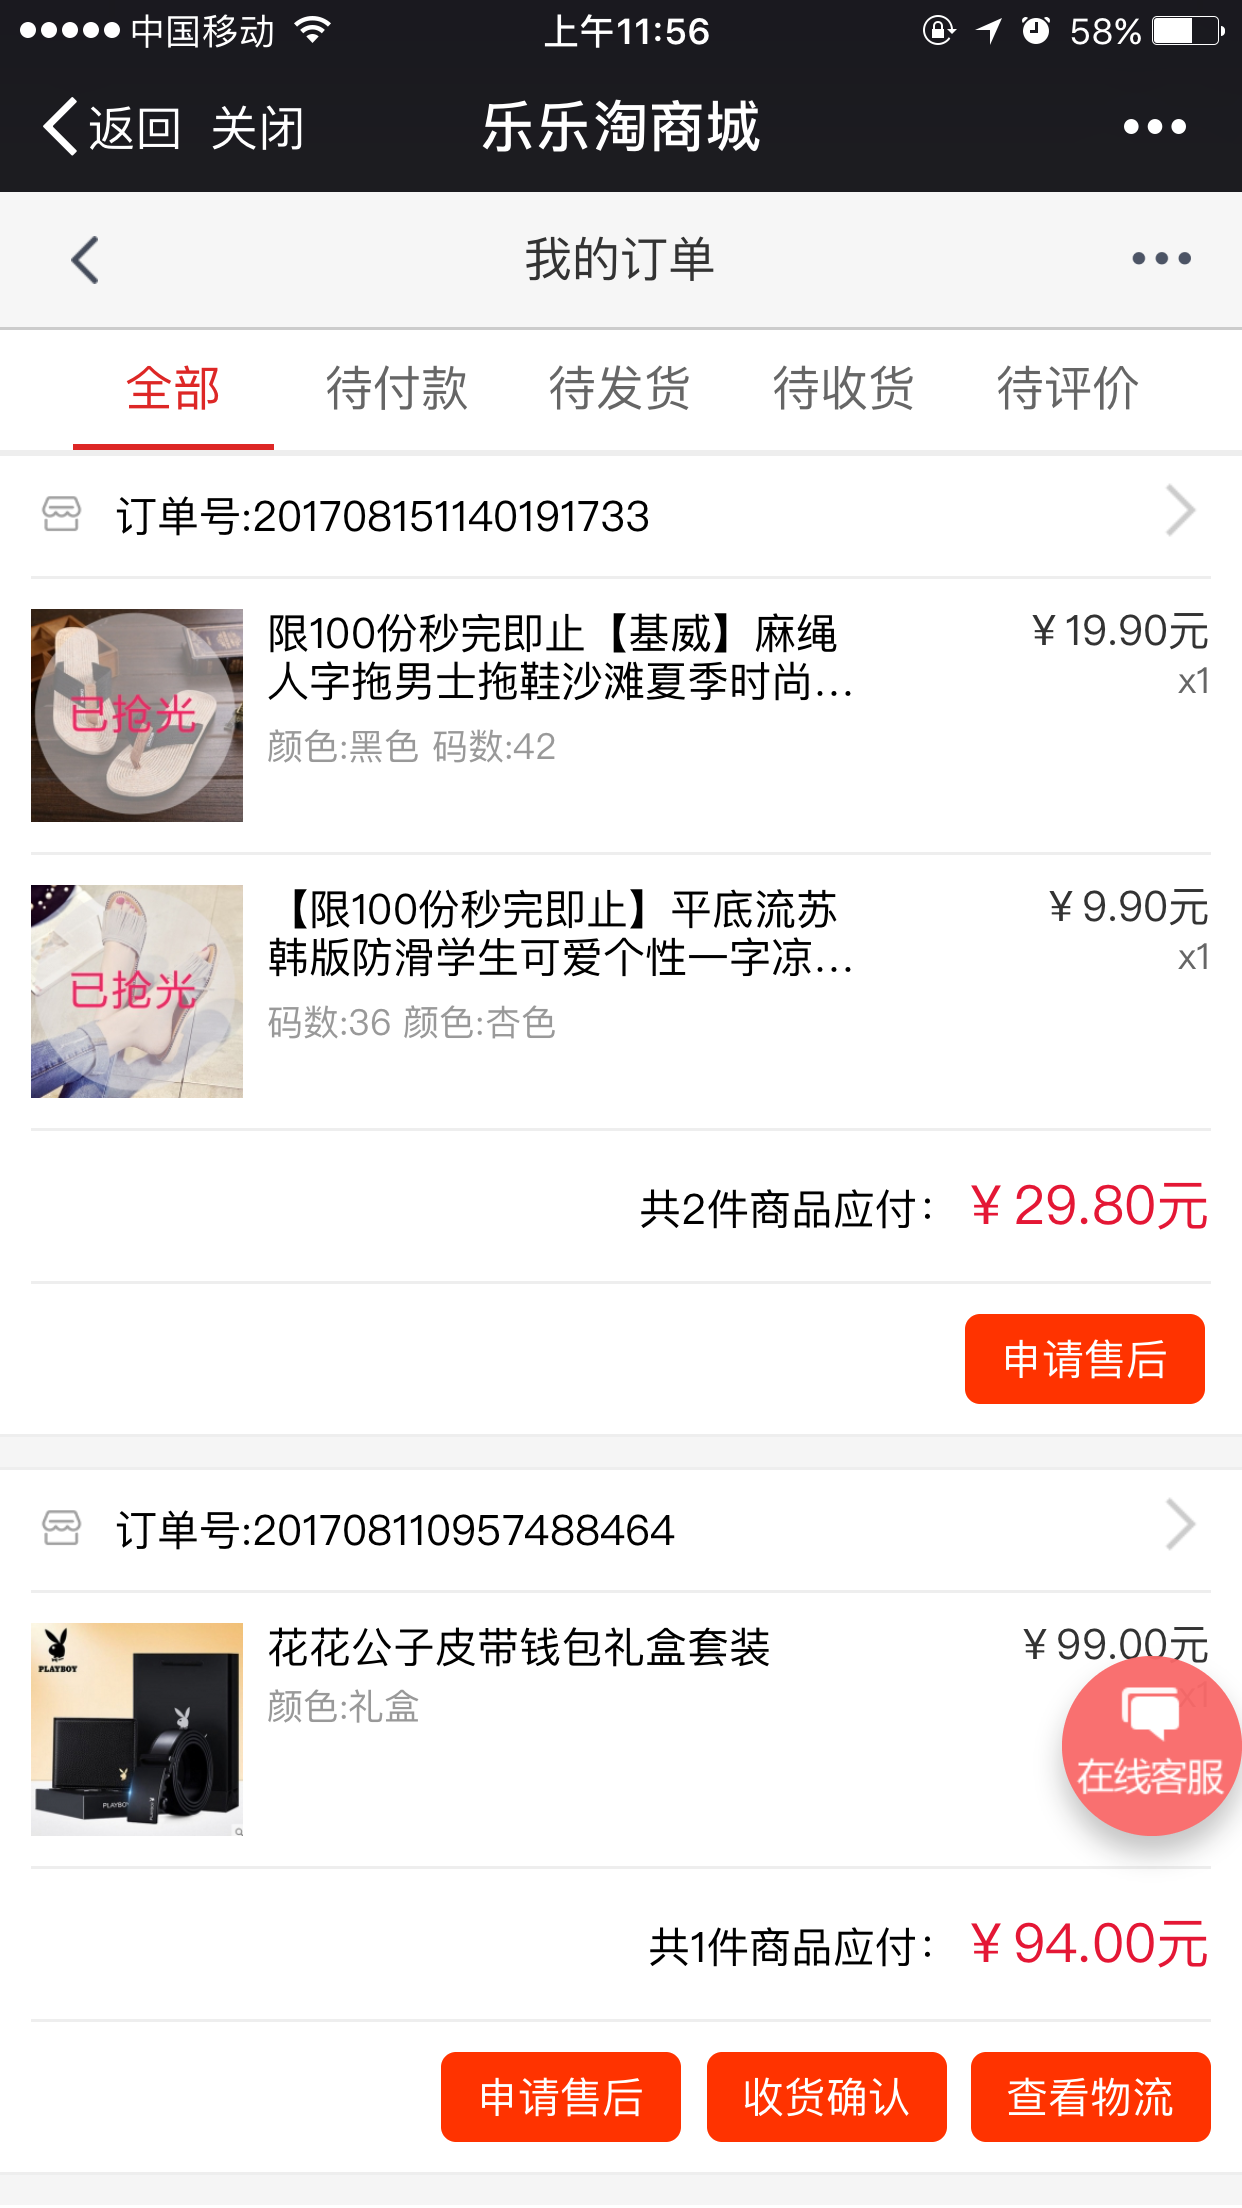 中国移动 上午11:56 58%
返回 关闭 乐乐淘商城
我的订单
全部 待付款 待发货 待收货 待评价
订单号:201708151140191733
限100份秒完即止【基威】麻绳 ¥19.90元
人字拖男士拖鞋沙滩夏季时尚... x1
已抢光
颜色:黑色 码数:42
【限100份秒完即止】平底流苏 ¥9.90元
韩版防滑学生可爱个性一字凉... x1
已抢光
码数:36 颜色:杏色
共2件商品应付： ¥29.80元
申请售后
订单号:201708110957488464
花花公子皮带钱包礼盒套装 ¥99.00元
PLAYBOY
颜色:礼盒 x1
在线客服
PLAYBOY
共1件商品应付： ¥94.00元
申请售后 收货确认 查看物流